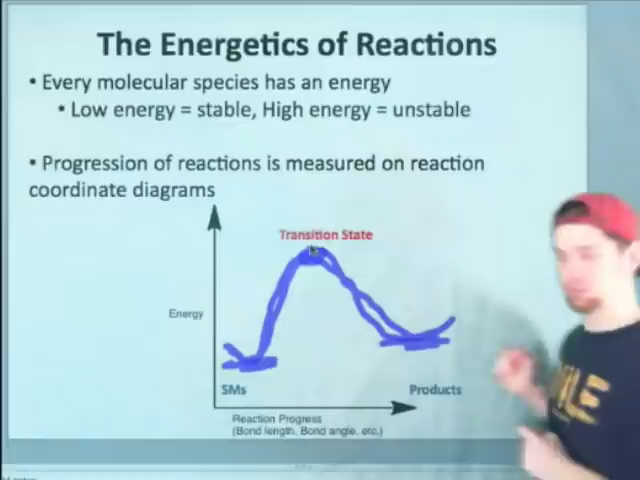 The Energetics of Reactions
• Every molecular species has an energy
• Low energy = stable, High energy = unstable
• Progression of reactions is measured on reaction
coordinate diagrams
Transition State
Energy
SMs
Products
Reaction Progress
(Bond length, Bond angle, etc.)